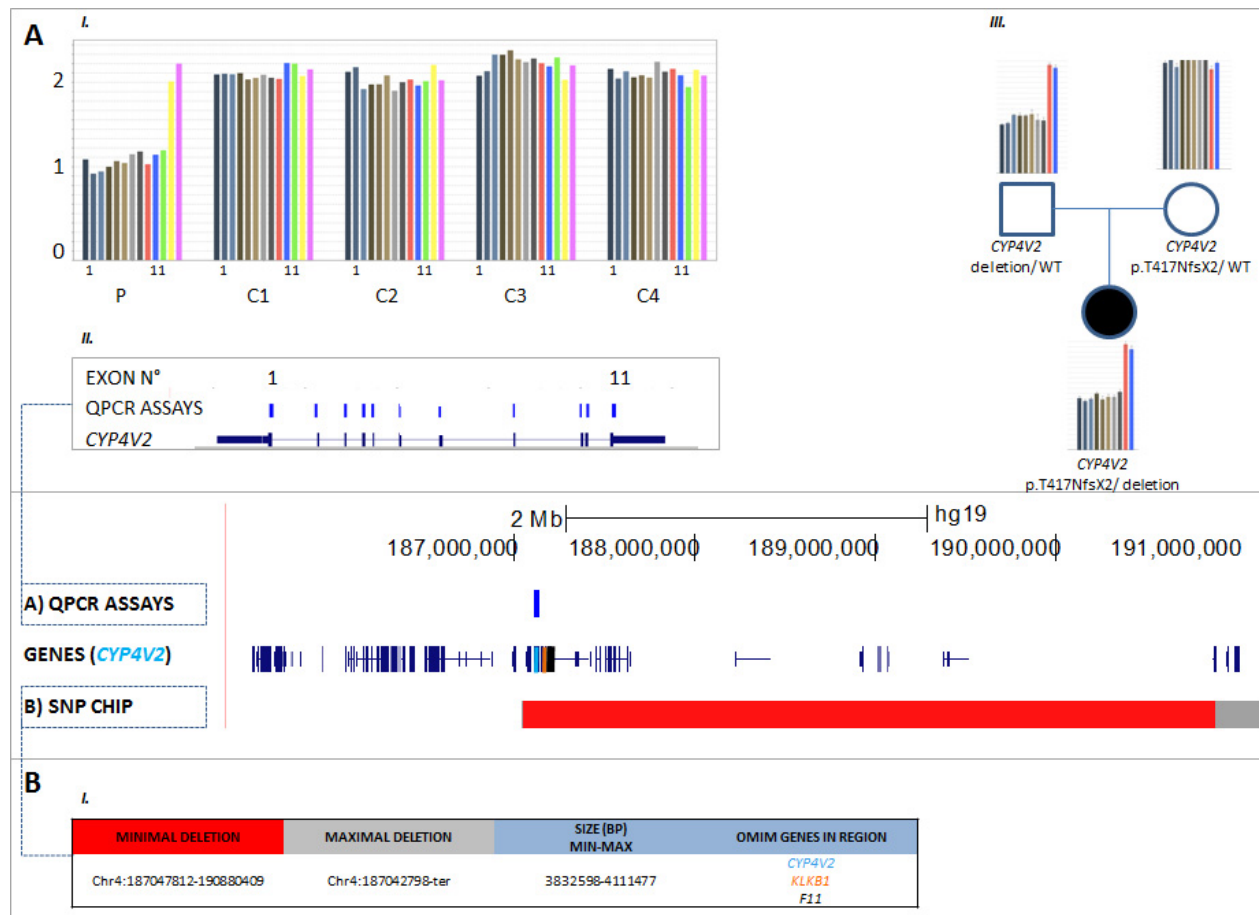 A
I.
2
1
0
1 11 1 11 1 11 1 11 1 11
P C1 C2 C3 C4
II.
EXON N° 1 11
QPCR ASSAYS
CYP4V2
III.
CYP4V2 CYP4V2
deletion/WT p.T417NfsX2/ WT
CYP4V2
p.T417NfsX2/ deletion
2 Mb hg19
187,000,000 188,000,000 189,000,000 190,000,000 191,000,000
A) QPCR ASSAYS
GENES (CYP4V2)
B) SNP CHIP
B
I.
MINIMAL DELETION MAXIMAL DELETION SIZE (BP) MIN-MAX OMIM GENES IN REGION
Chr4:187047812-190880409 Chr4:187042798-ter 3832598-4111477 CYP4V2
KLKB1
F11